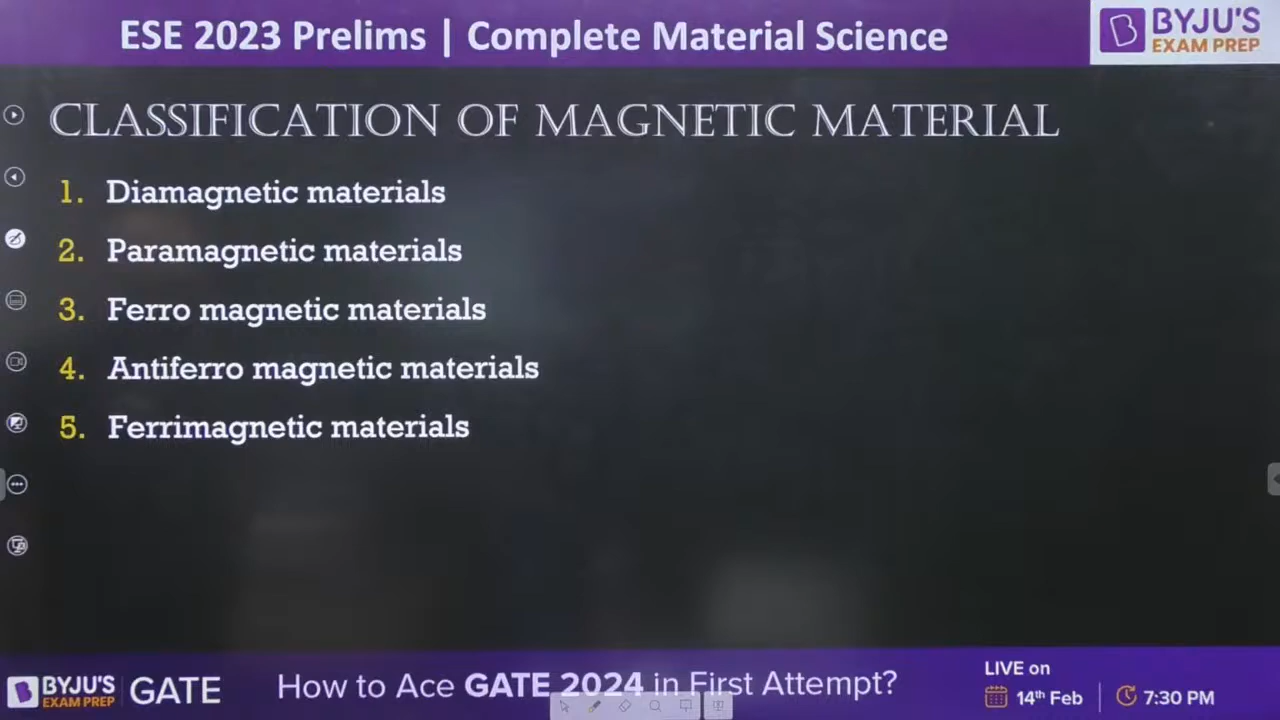 ESE 2023 Prelims | Complete Material Science
BYJU'S
EXAM PREP
CLASSIFICATION OF MAGNETIC MATERIAL
1. Diamagnetic materials
2. Paramagnetic materials
3. Ferro magnetic materials
4. Antiferro magnetic materials
5. Ferrimagnetic materials
BYJU'S
EXAM PREP
GATE
How to Ace GATE 2024 in First Attempt?
LIVE on
14th Feb
7:30 PM